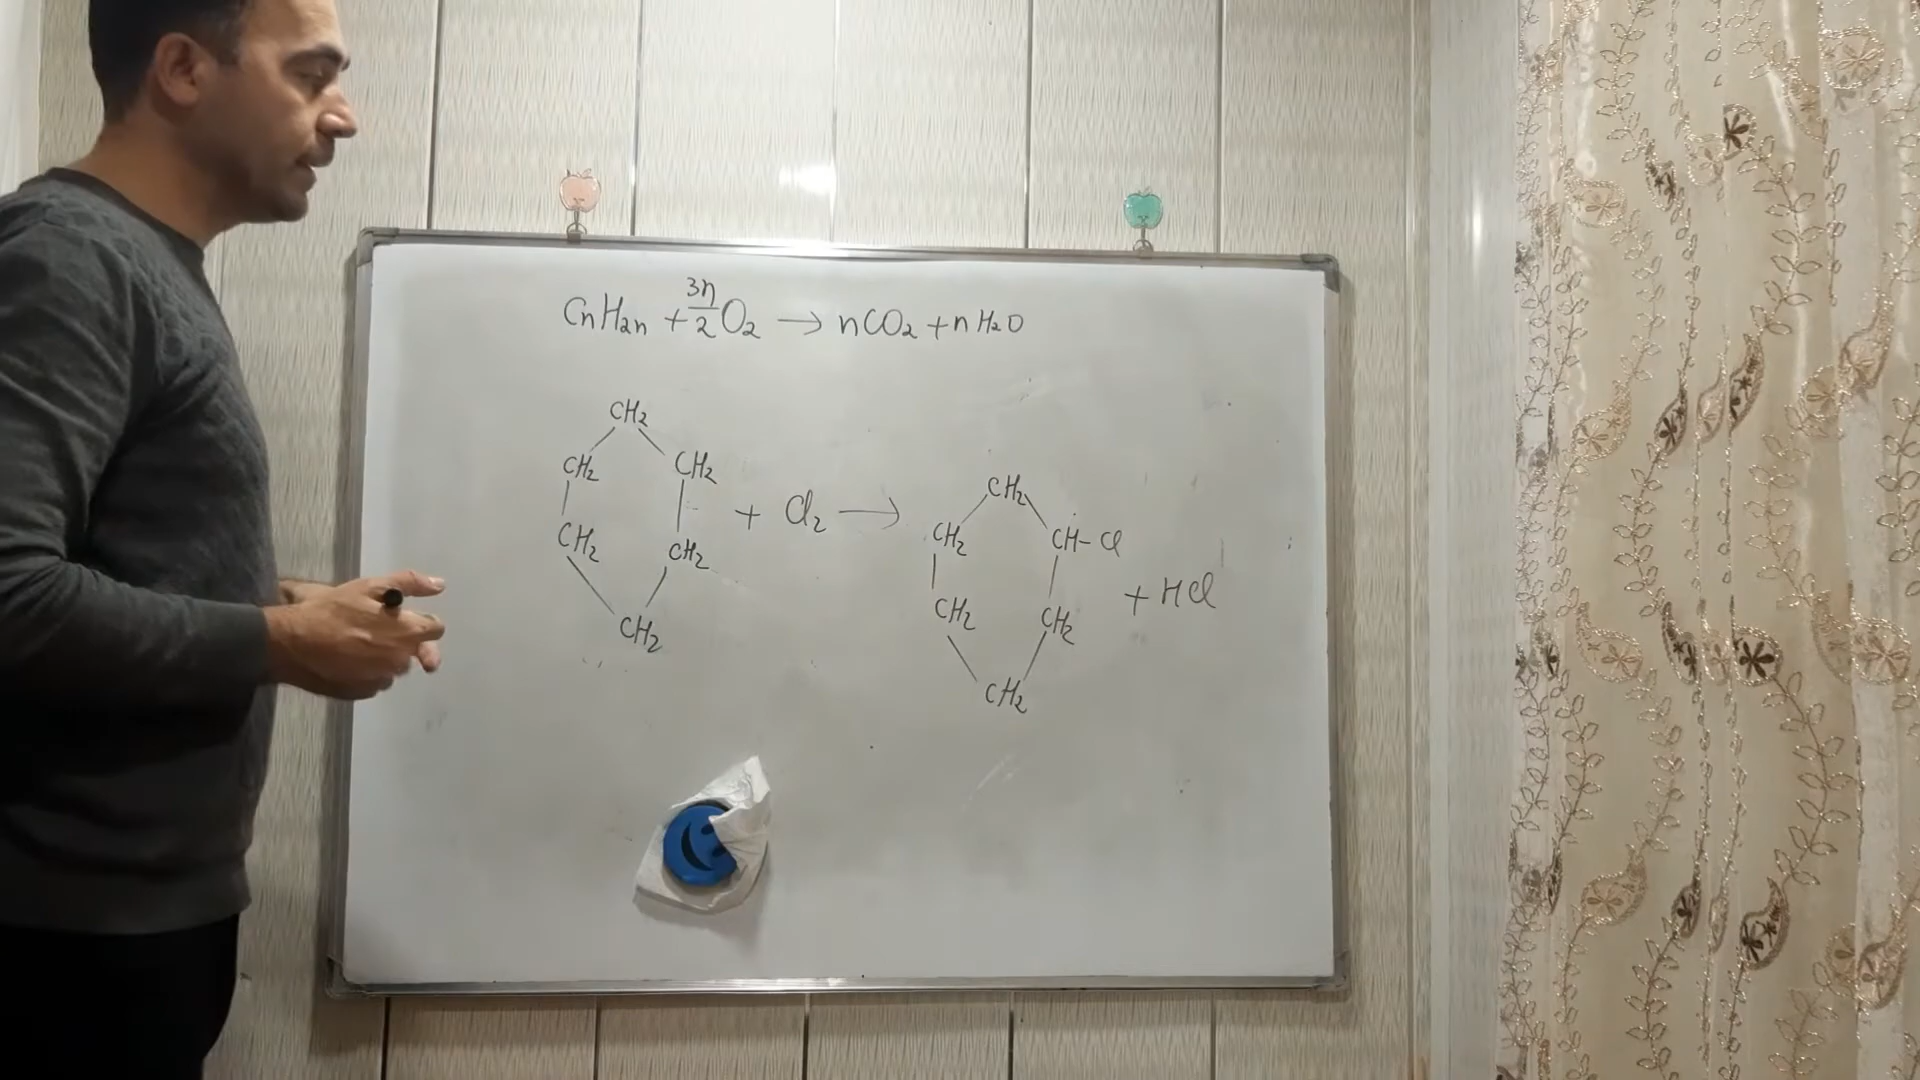 CnH2n + 3n/2 O2 → nCO2 + nH2O
CH2
CH2 CH2
CH2 CH2
CH2
+ Cl2 →
CH2
CH2 CH-Cl
CH2 CH2
CH2
+ HCl